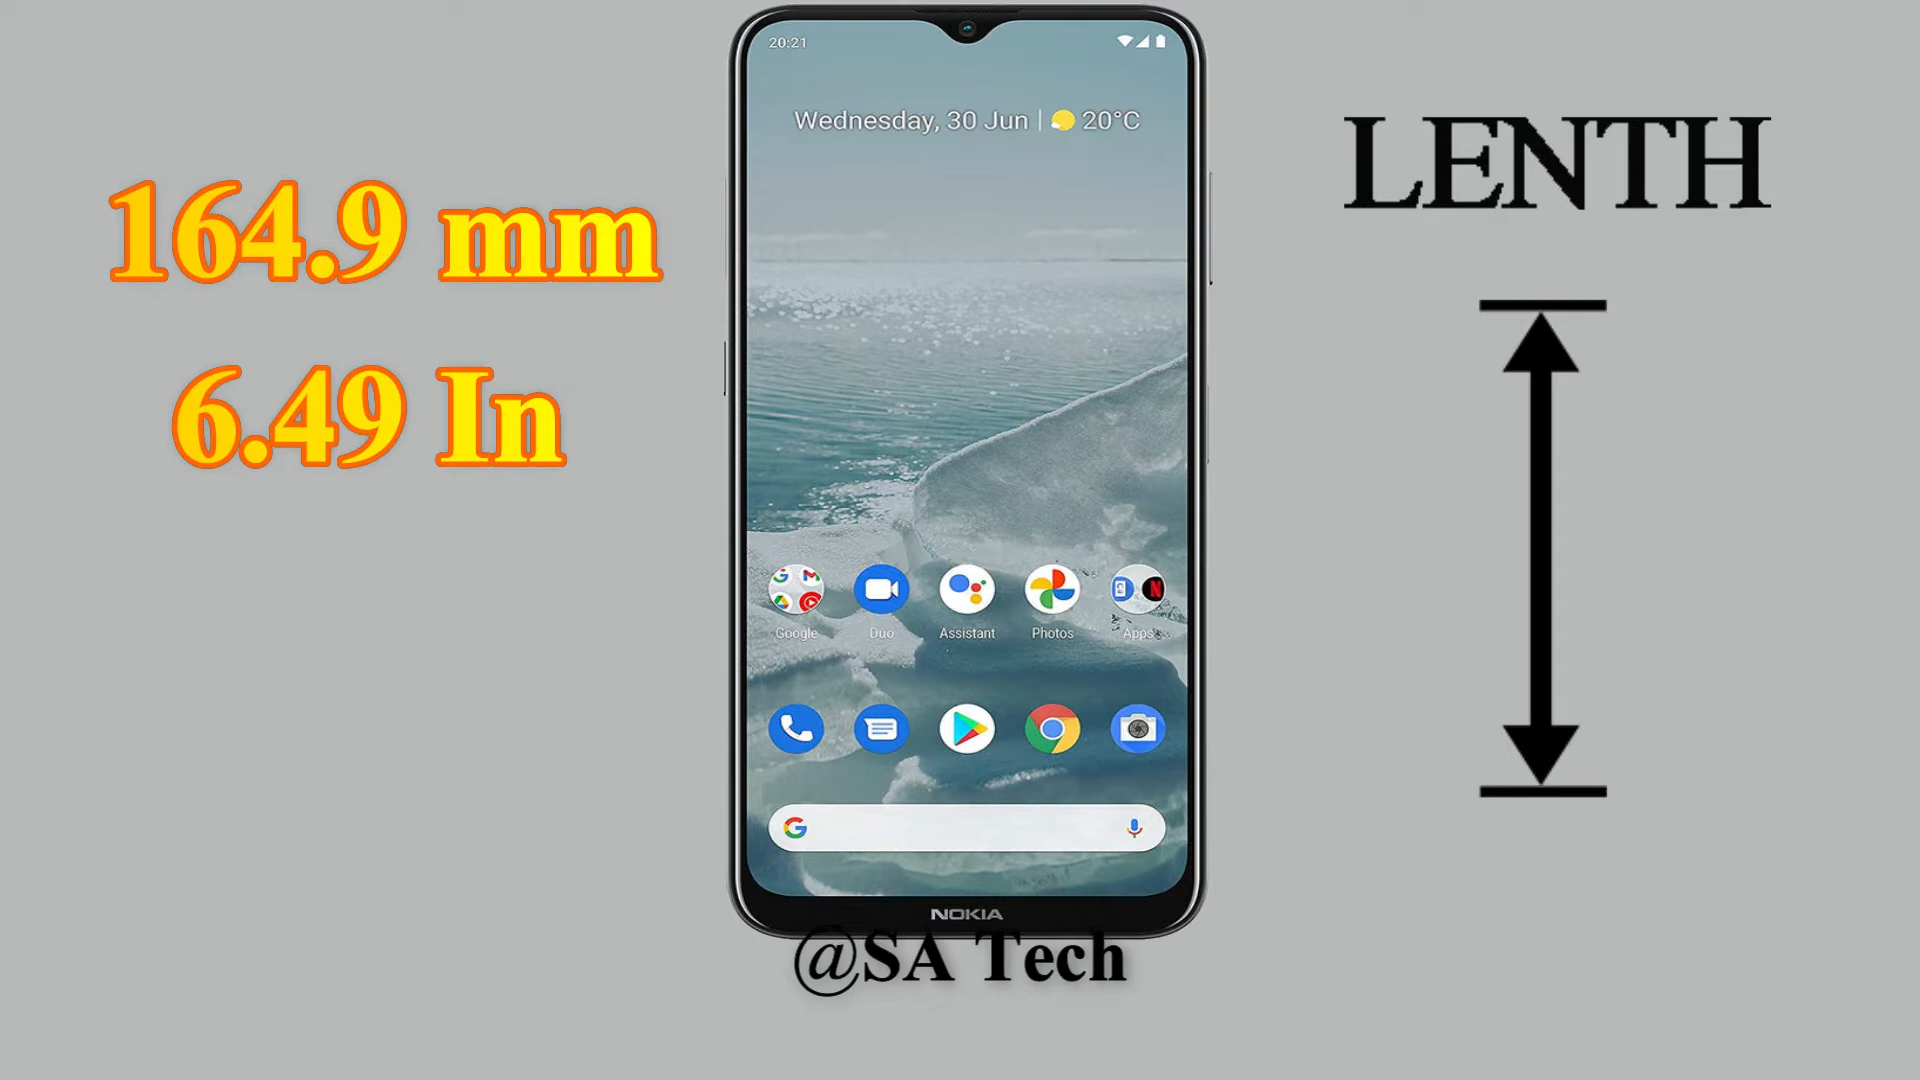 20:21
Wednesday, 30 Jun | 20°C
LENTH
164.9 mm
6.49 In
Google
Duo
Assistant
Photos
Apps
NOKIA
@SA Tech